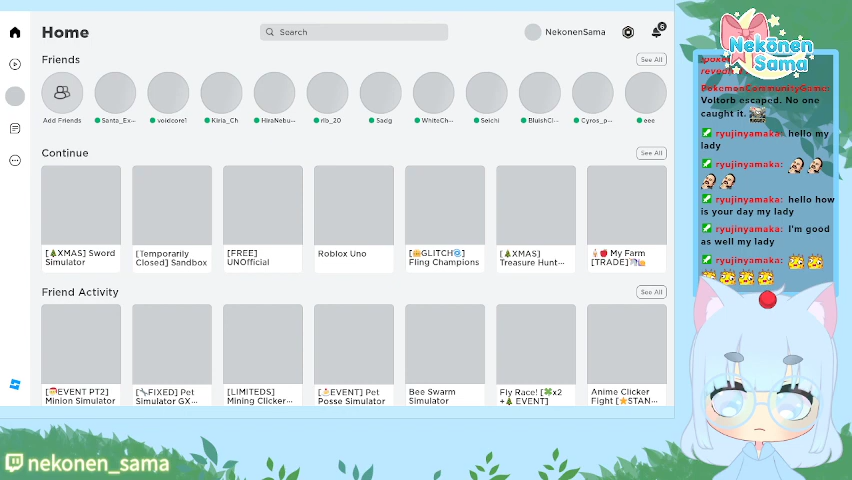 Home
Search
NekonenSama
6
Friends
See All
Add Friends
Santa_Ex···
voidcore1
Kiria_Ch
HiraNebu···
rlb_20
Sadg
WhiteCh···
Seichi
BluishCl···
Cyros_p···
eee
Continue
See All
[🎄XMAS] Sword
Simulator
[Temporarily
Closed] Sandbox
[FREE]
UNOfficial
Roblox Uno
[🎃GLITCH🌀]
Fling Champions
[🎄XMAS]
Treasure Hunt···
🍎 My Farm
[TRADE]
Friend Activity
See All
[🎅EVENT PT2]
Minion Simulator
[🔧FIXED] Pet
Simulator GX···
[LIMITEDS]
Mining Clicker···
[EVENT] Pet
Posse Simulator
Bee Swarm
Simulator
Fly Race! [🍀x2
+🎄EVENT]
Anime Clicker
Fight [⭐STAN···
Nekönen
Sama
PokemonCommunityGame:
Voltorb escaped. No one
caught it.
ryujinyamaka: hello my
lady
ryujinyamaka:
ryujinyamaka: hello how
is your day my lady
ryujinyamaka: I'm good
as well my lady
ryujinyamaka:
nekonen_sama